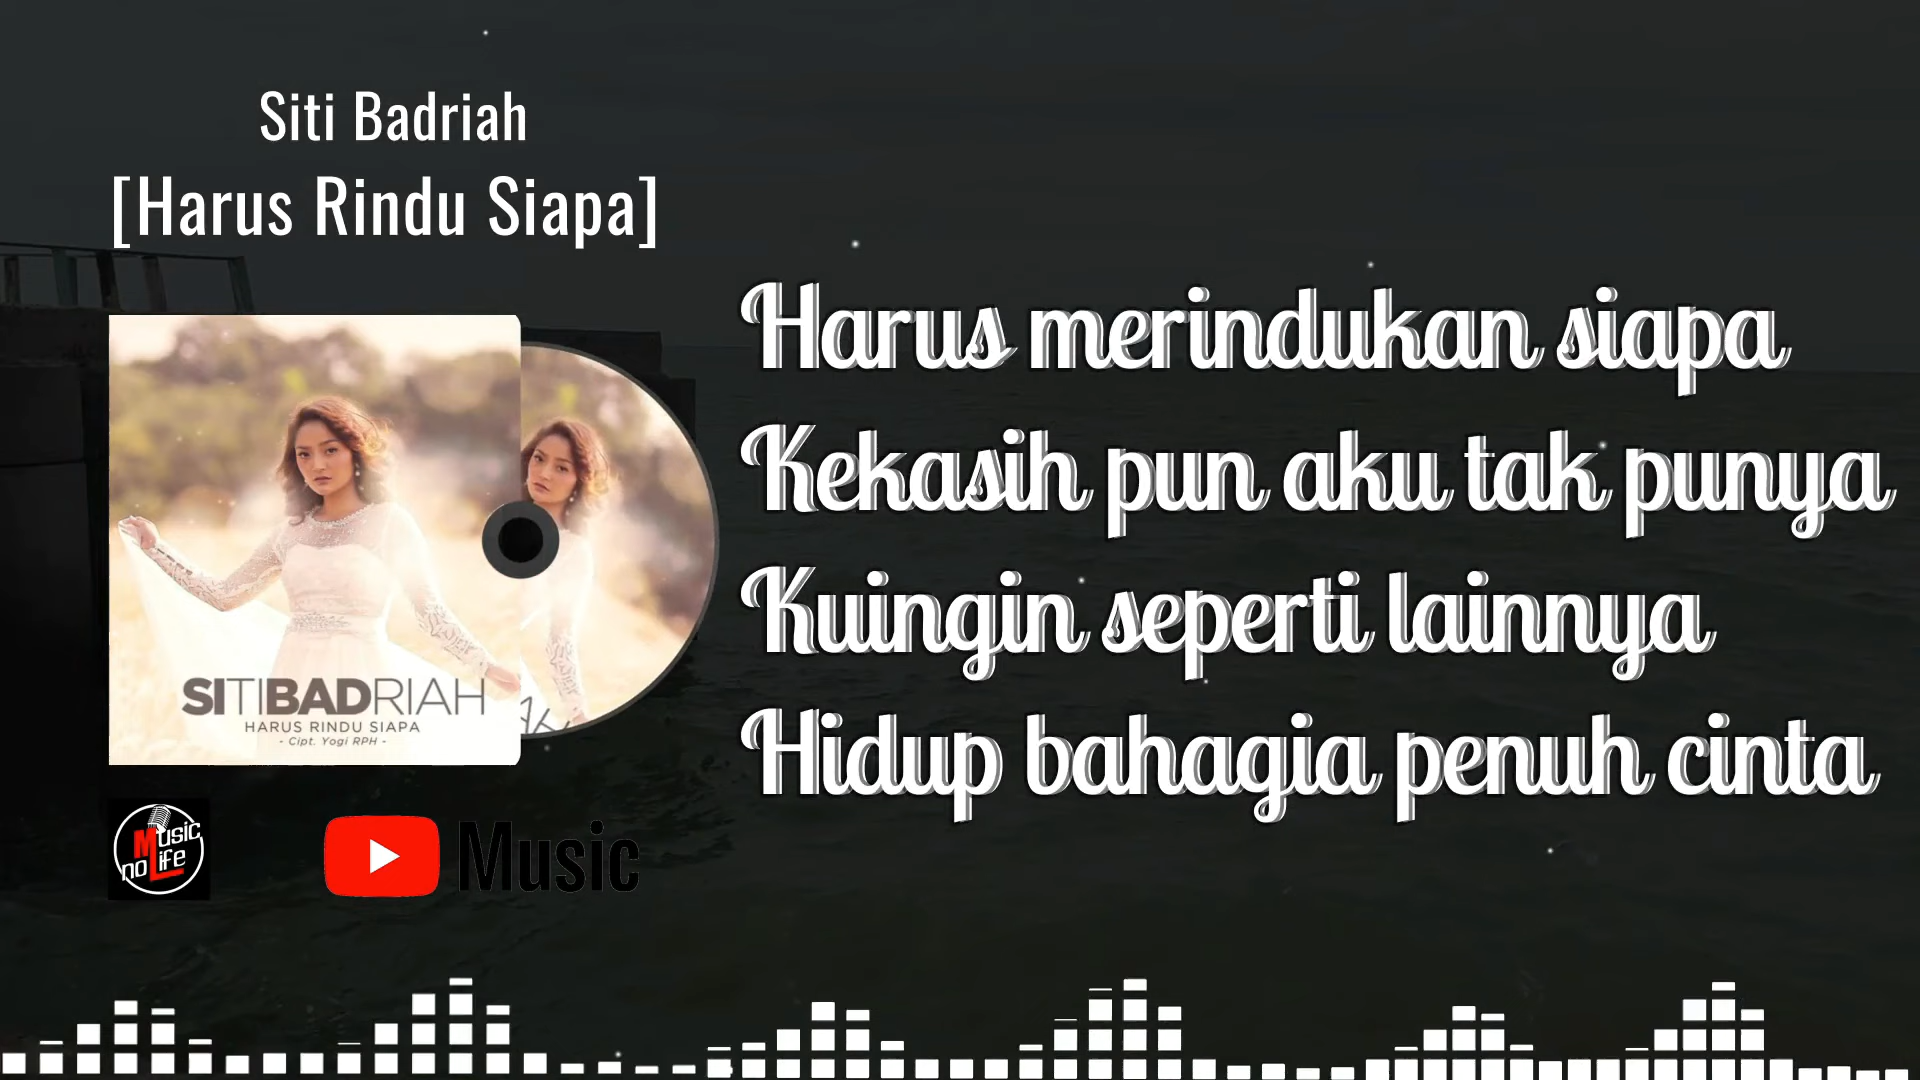 Siti Badriah
[Harus Rindu Siapa]
Harus merindukan siapa
Kekasih pun aku tak punya
Kuingin seperti lainnya
Hidup bahagia penuh cinta
SITIBADRIAH
HARUS RINDU SIAPA
- Cipt. Yogi RPH -
AH
Music
no Life
Music